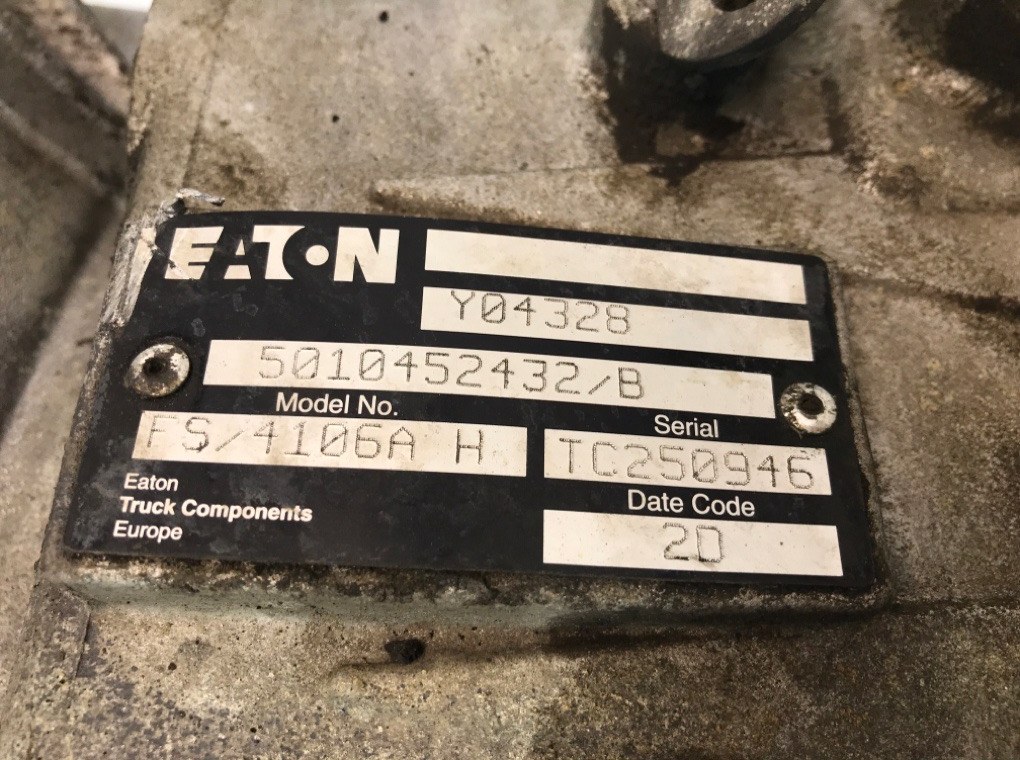 EATON
Y04328
5010452432/B
Model No.
Serial
FS/4106A H
TC250946
Eaton
Truck Components
Europe
Date Code
2D